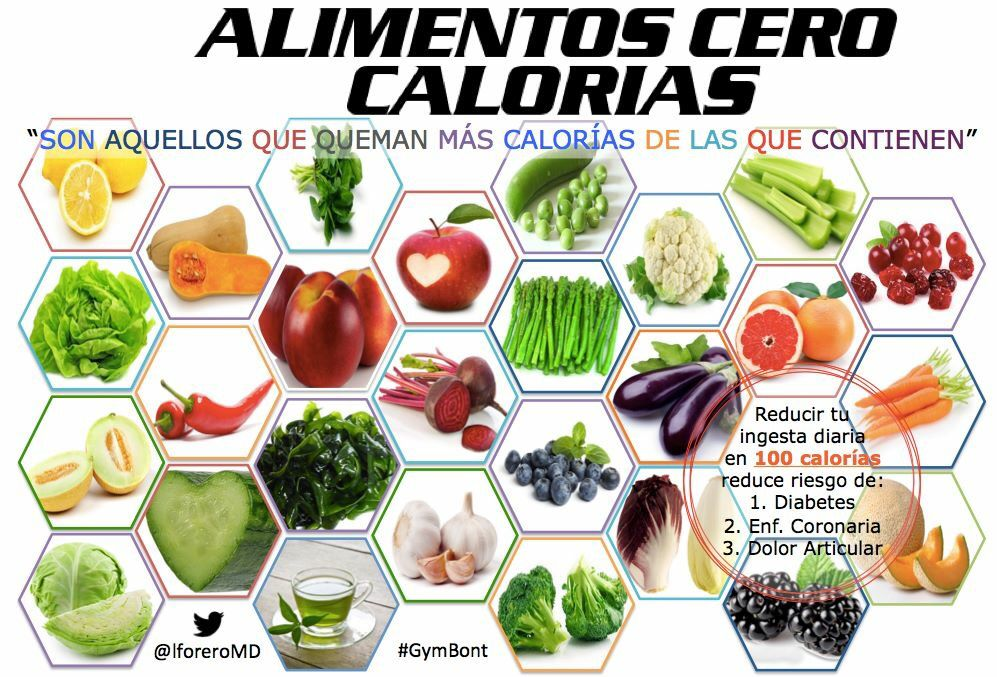 ALIMENTOS CERO
CALORIAS
“SON AQUELLOS QUE QUEMAN MÁS CALORÍAS DE LAS QUE CONTIENEN”
Reducir tu
ingesta diaria
en 100 calorías
reduce riesgo de:
1. Diabetes
2. Enf. Coronaria
3. Dolor Articular
@lforeroMD
#GymBont